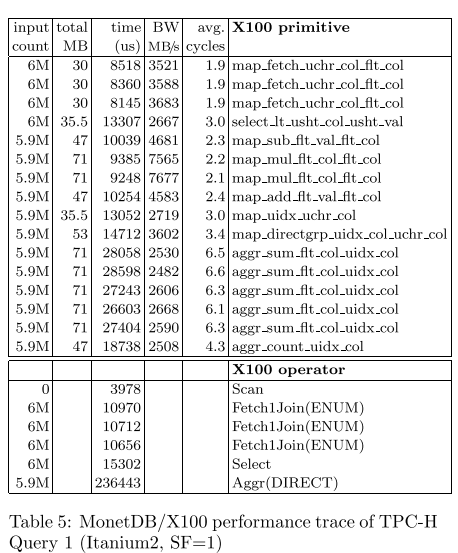 input total time BW avg. X100 primitive
count MB (us) MB/s cycles
6M 30 8518 3521 1.9 map_fetch_uchr_col_flt_col
6M 30 8360 3588 1.9 map_fetch_uchr_col_flt_col
6M 30 8145 3683 1.9 map_fetch_uchr_col_flt_col
6M 35.5 13307 2667 3.0 select_lt_usht_col_usht_val
5.9M 47 10039 4681 2.3 map_sub_flt_val_flt_col
5.9M 71 9385 7565 2.2 map_mul_flt_col_flt_col
5.9M 71 9248 7677 2.1 map_mul_flt_col_flt_col
5.9M 47 10254 4583 2.4 map_add_flt_val_flt_col
5.9M 35.5 13052 2719 3.0 map_uidx_uchr_col
5.9M 53 14712 3602 3.4 map_directgrp_uidx_col_uchr_col
5.9M 71 28058 2530 6.5 aggr_sum_flt_col_uidx_col
5.9M 71 28598 2482 6.6 aggr_sum_flt_col_uidx_col
5.9M 71 27243 2606 6.3 aggr_sum_flt_col_uidx_col
5.9M 71 26603 2668 6.1 aggr_sum_flt_col_uidx_col
5.9M 71 27404 2590 6.3 aggr_sum_flt_col_uidx_col
5.9M 47 18738 2508 4.3 aggr_count_uidx_col
X100 operator
0 3978 Scan
6M 10970 Fetch1Join(ENUM)
6M 10712 Fetch1Join(ENUM)
6M 10656 Fetch1Join(ENUM)
6M 15302 Select
5.9M 236443 Aggr(DIRECT)
Table 5: MonetDB/X100 performance trace of TPC-H
Query 1 (Itanium2, SF=1)